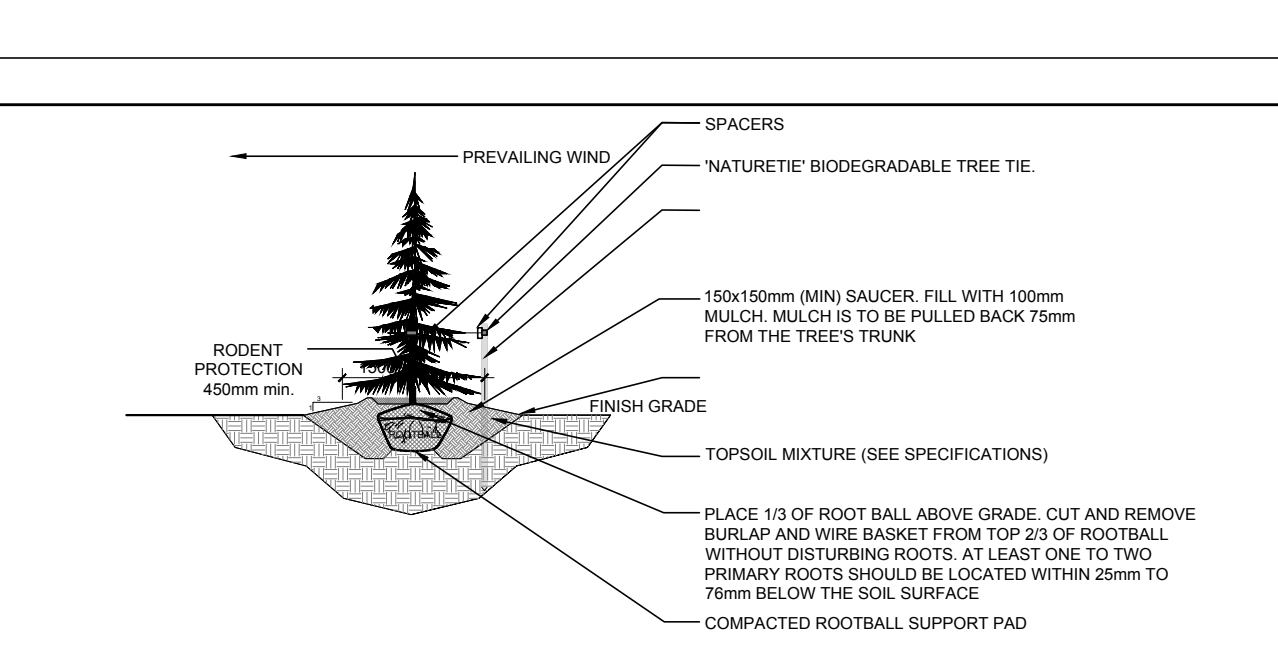 SPACERS
PREVAILING WIND
'NATURETIE' BIODEGRADABLE TREE TIE.
150x150mm (MIN) SAUCER. FILL WITH 100mm
MULCH. MULCH IS TO BE PULLED BACK 75mm
FROM THE TREE'S TRUNK
RODENT
PROTECTION
450mm min.
3
1
FINISH GRADE
TOPSOIL MIXTURE (SEE SPECIFICATIONS)
PLACE 1/3 OF ROOT BALL ABOVE GRADE. CUT AND REMOVE
BURLAP AND WIRE BASKET FROM TOP 2/3 OF ROOTBALL
WITHOUT DISTURBING ROOTS. AT LEAST ONE TO TWO
PRIMARY ROOTS SHOULD BE LOCATED WITHIN 25mm TO
76mm BELOW THE SOIL SURFACE
COMPACTED ROOTBALL SUPPORT PAD